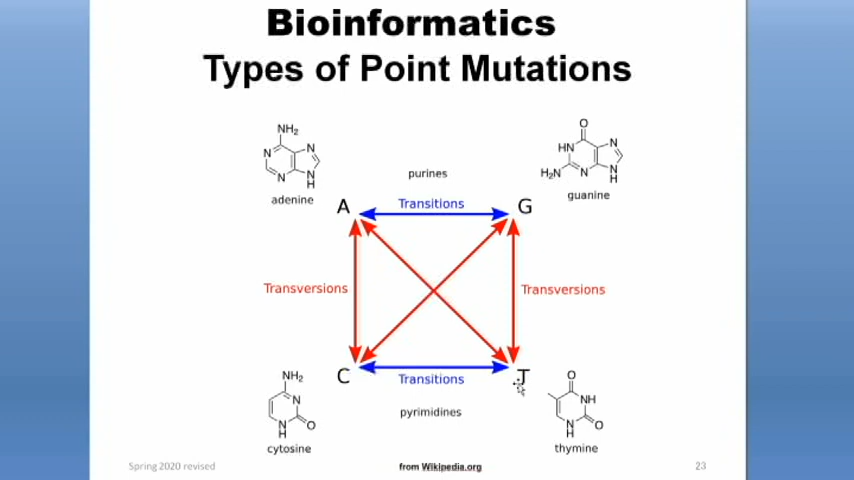 Bioinformatics
Types of Point Mutations
NH₂
N
N
N
N
H
adenine
purines
O
HN
N
H₂N
N
N
H
guanine
A
Transitions
G
Transversions
Transversions
C
Transitions
T
NH₂
N
N
H
O
cytosine
pyrimidines
O
NH
N
H
O
thymine
Spring 2020 revised
from Wikipedia.org
23